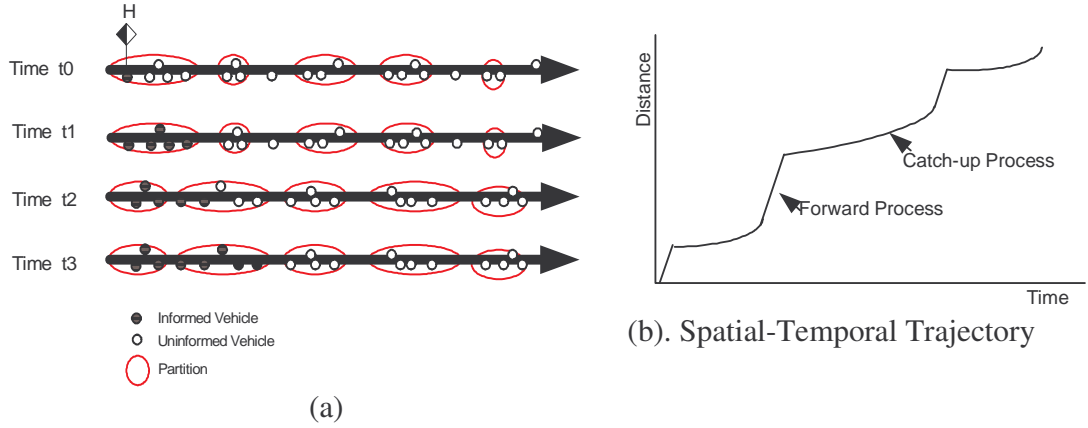 H
Time t0
Time t1
Time t2
Time t3
Informed Vehicle
Uninformed Vehicle
Partition
(a)
Distance
Catch-up Process
Forward Process
Time
(b). Spatial-Temporal Trajectory